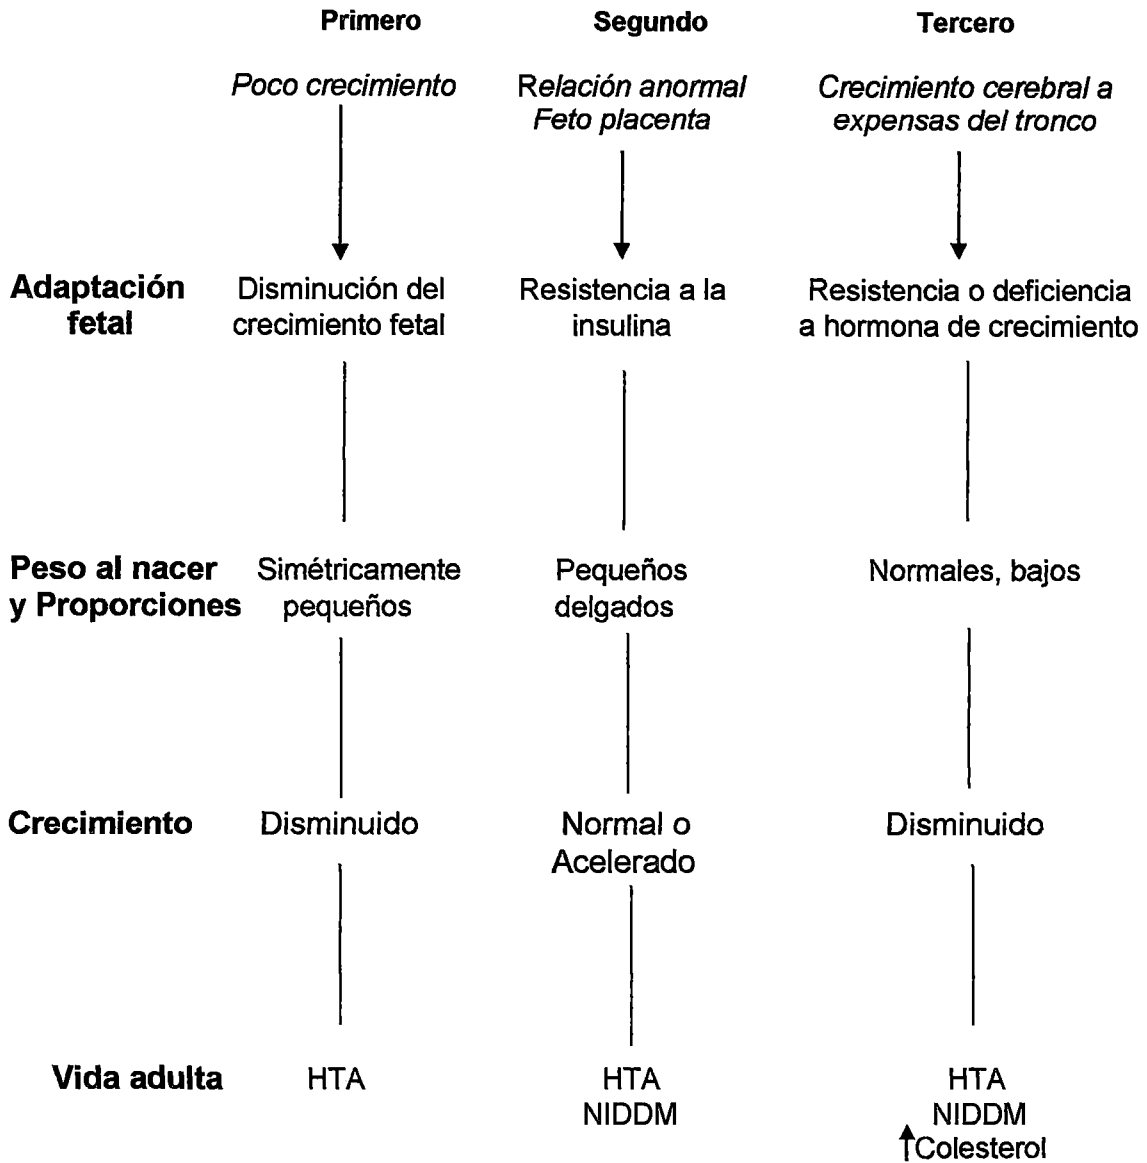 Primero Segundo Tercero
Poco crecimiento Relación anormal Crecimiento cerebral a
Feto placenta expensas del tronco
Adaptación Disminución del Resistencia a la Resistencia o deficiencia
fetal crecimiento fetal insulina a hormona de crecimiento
Peso al nacer Simétricamente Pequeños Normales, bajos
y Proporciones pequeños delgados
Crecimiento Disminuido Normal o Disminuido
Acelerado
Vida adulta HTA HTA HTA
NIDDM NIDDM
Colesterol